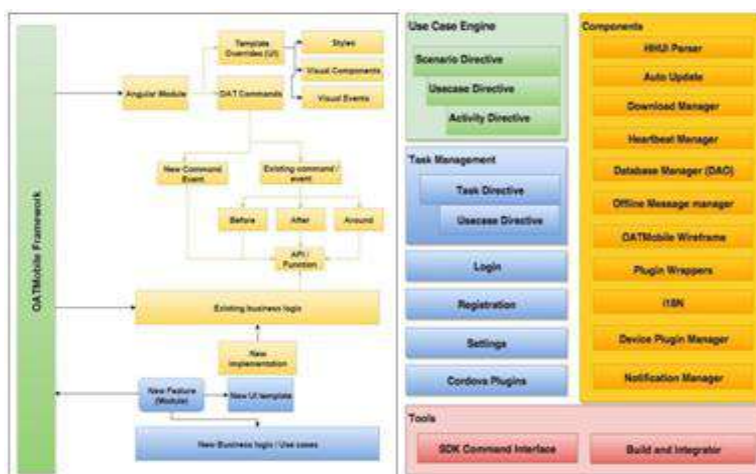 OATMobile Framework
Angular Module
Template
Overrides (UI)
OAT Commands
Styles
Visual Components
Visual Events
New Command
Event
Existing command /
event
Before
After
Around
API /
Function
Existing business login
New
implementation
New Feature
(Module)
New UI template
New Business login / Use cases
Use Case Engine
Scenario Directive
Usecase Directive
Activity Directive
Task Management
Task Directive
Usecase Directive
Login
Registration
Settings
Cordova Plugins
Components
HHUI Parser
Auto Update
Download Manager
Heartbeat Manager
Database Manager (DAO)
Offline Message manager
OATMobile Wireframe
Plugin Wrappers
i18N
Device Plugin Manager
Notification Manager
Tools
SDK Command Interface
Build and Integrator